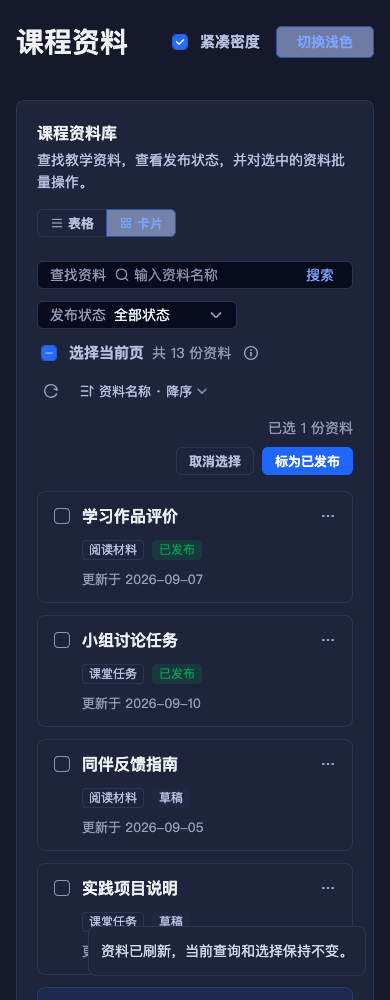 课程资料
紧凑密度
切换浅色
课程资料库
查找教学资料，查看发布状态，并对选中的资料批
量操作。
表格
卡片
查找资料 输入资料名称 搜索
发布状态 全部状态
选择当前页 共 13 份资料
资料名称 · 降序
已选 1 份资料
取消选择
标为已发布
学习作品评价
阅读材料 已发布
更新于 2026-09-07
小组讨论任务
课堂任务 已发布
更新于 2026-09-10
同伴反馈指南
阅读材料 草稿
更新于 2026-09-05
实践项目说明
课堂任务 草稿
资料已刷新，当前查询和选择保持不变。